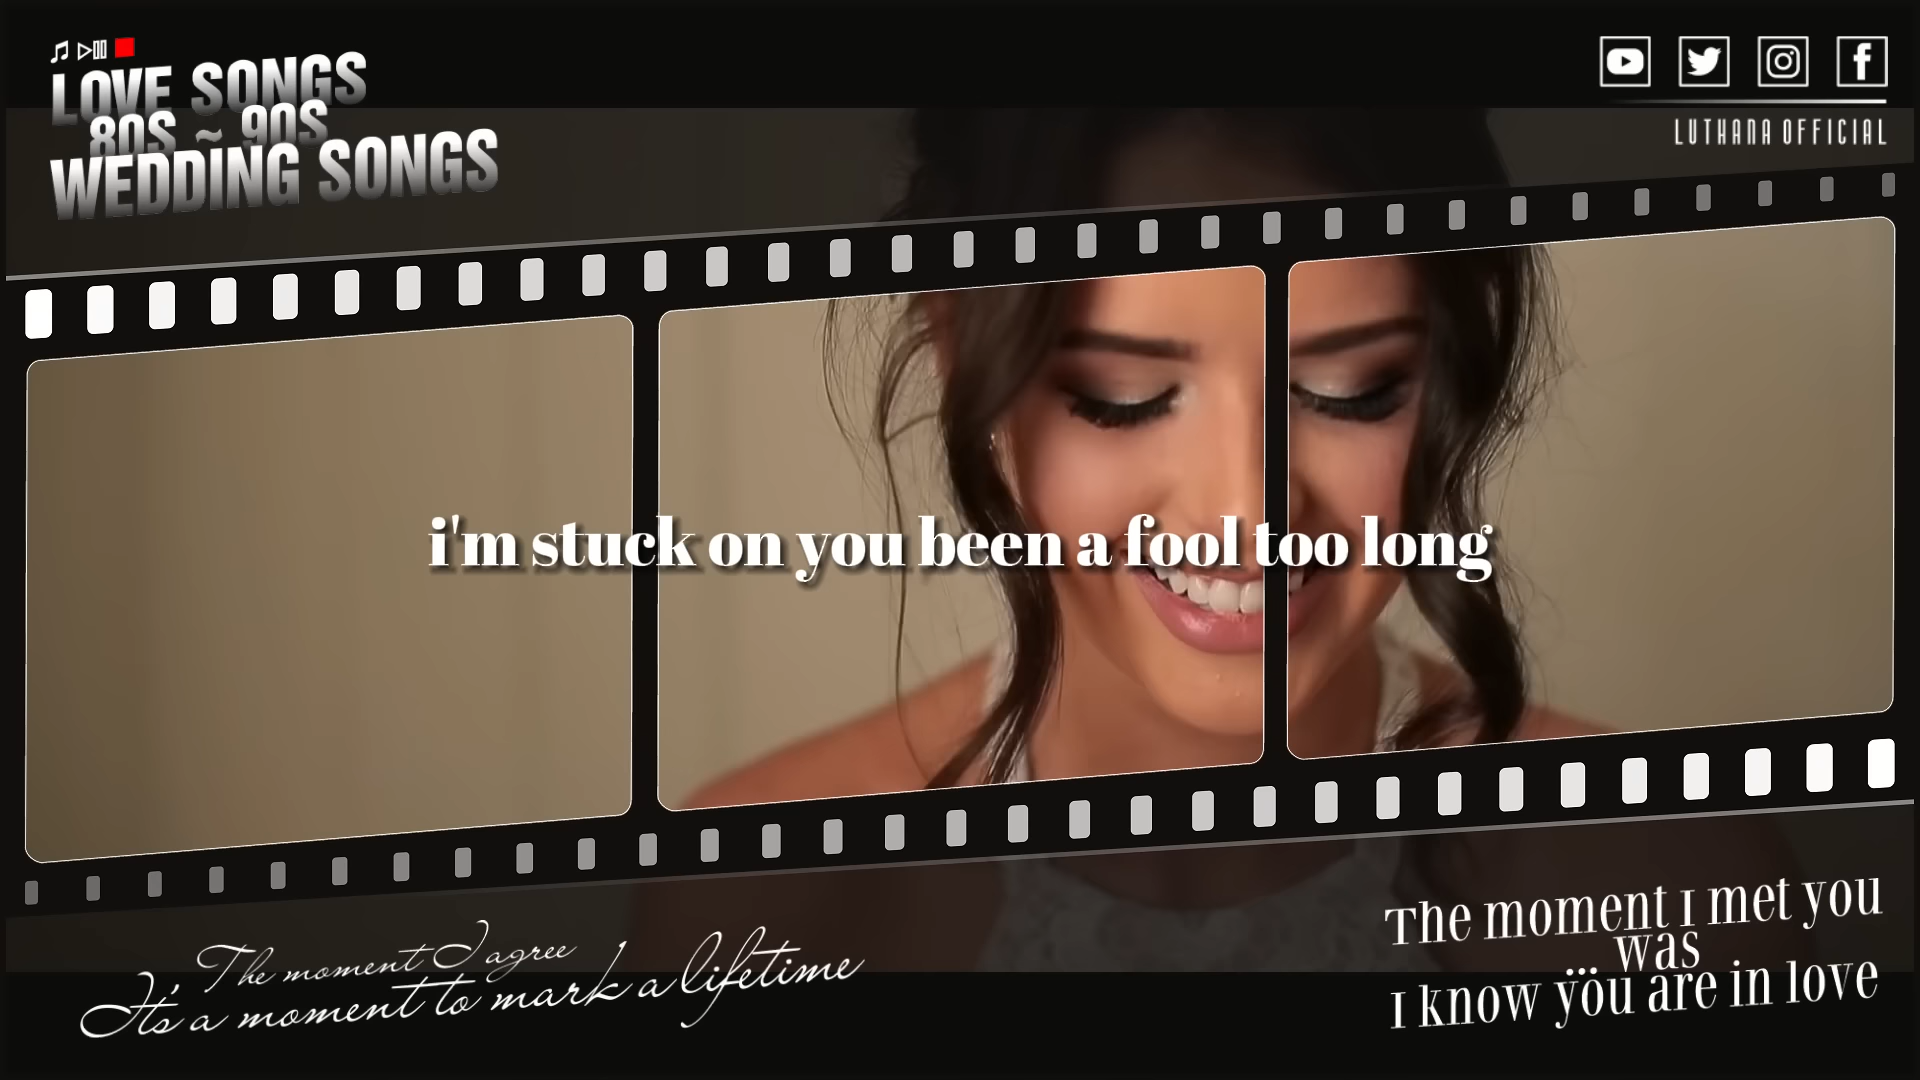 LOVE SONGS
80S ~ 90S
WEDDING SONGS
LUTHANA OFFICIAL
i'm stuck on you been a fool too long
The moment I agree
It's a moment to mark a lifetime
The moment I met you
was
I know yöu are in love